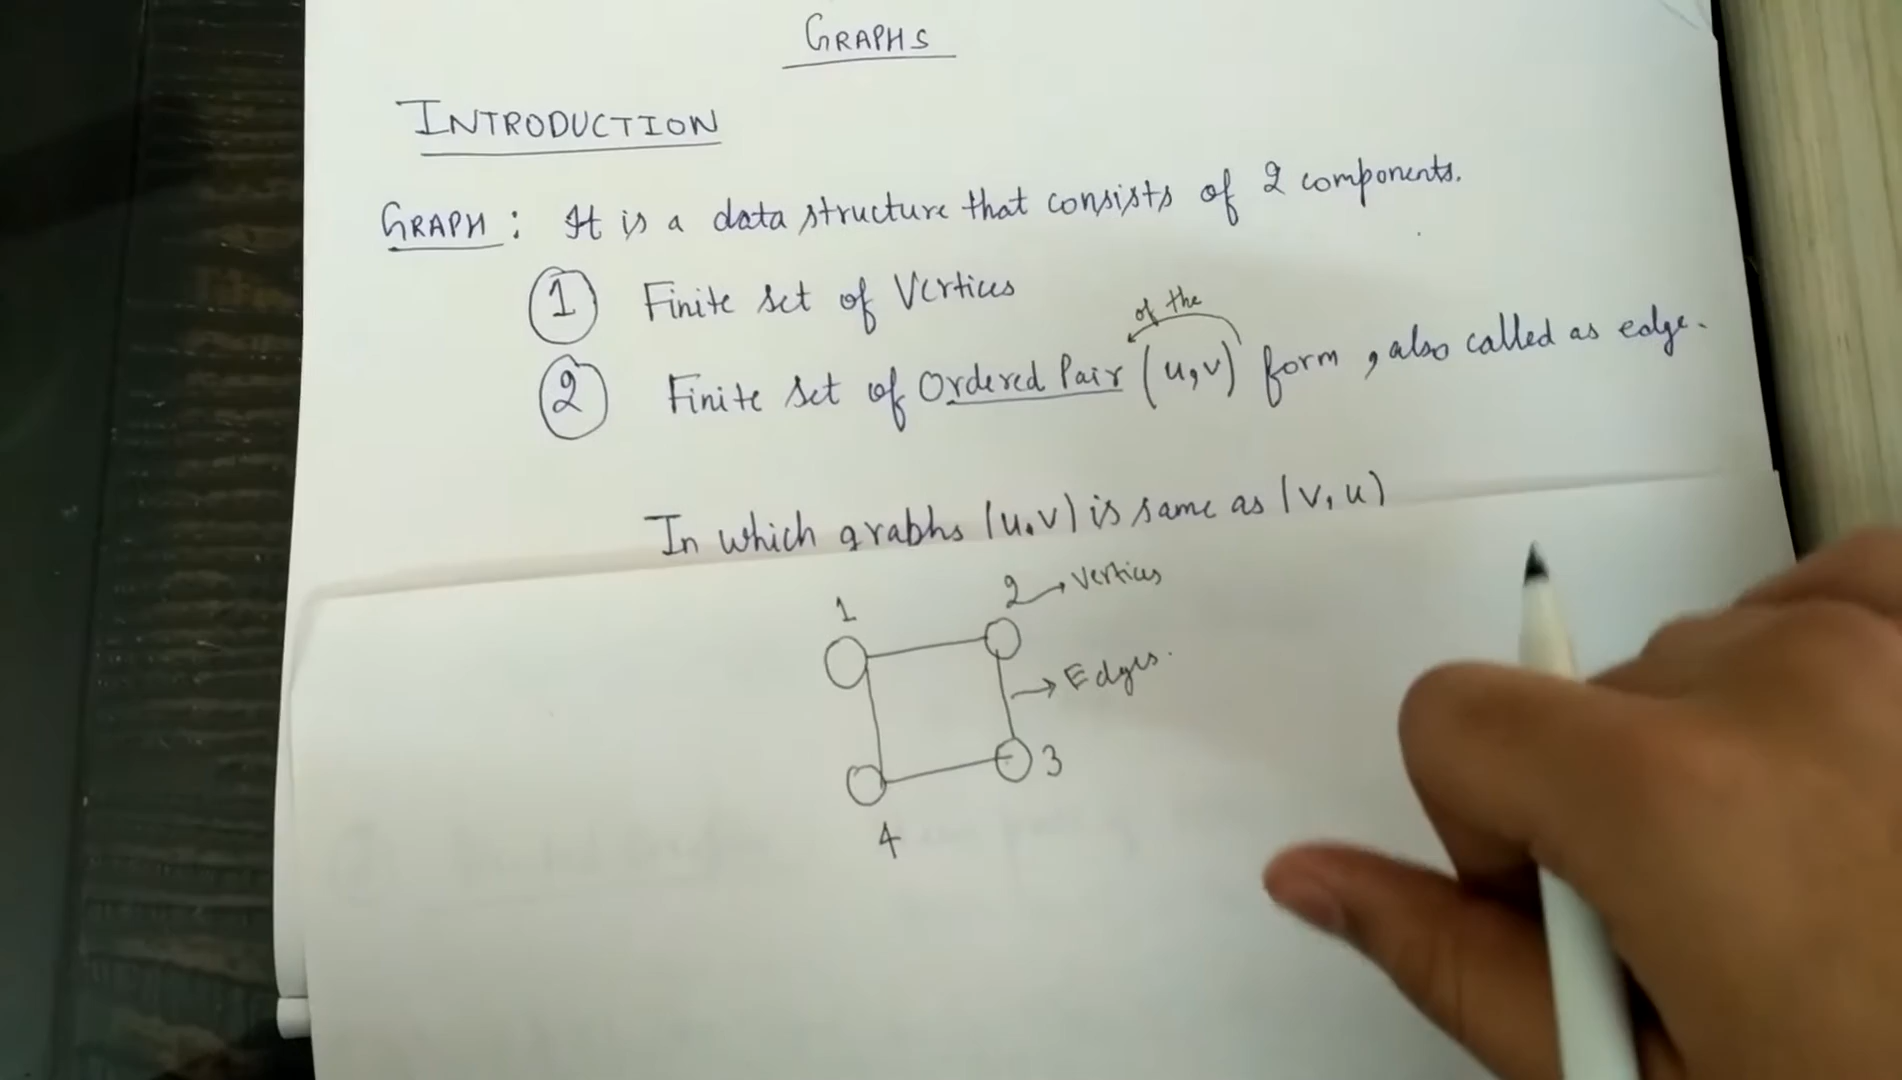 GRAPHS
INTRODUCTION
GRAPH : It is a data structure that consists of 2 components.
1 Finite set of Vertices
of the
2 Finite set of Ordered Pair (u,v) form , also called as edge.
In which graphs (u,v) is same as (v, u)
1
2 → Vertices
→ Edges.
3
4